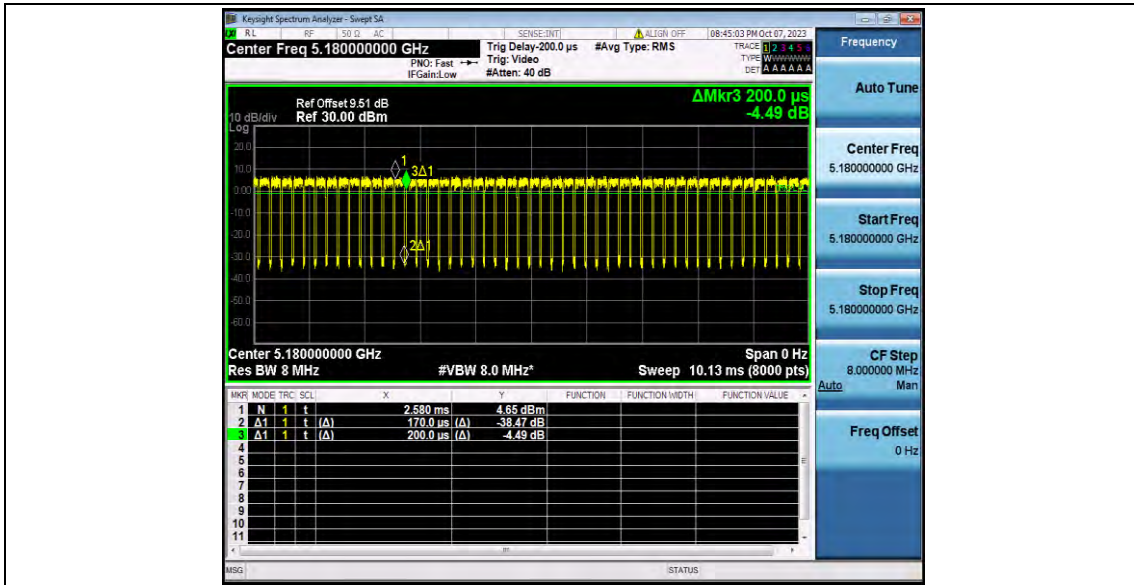 Keysight Spectrum Analyzer - Swept SA
RL RF 50 Ω AC SENSE:INT ALIGN OFF 08:45:03 PM Oct 07, 2023
Center Freq 5.180000000 GHz
PNO: Fast
IFGain:Low
Trig Delay-200.0 µs
Trig: Video
#Atten: 40 dB
#Avg Type: RMS
TRACE 1 2 3 4 5 6
TYPE WWWWWW
DET A A A A A A
Frequency
Auto Tune
Center Freq
5.180000000 GHz
Start Freq
5.180000000 GHz
Stop Freq
5.180000000 GHz
CF Step
8.000000 MHz
Auto Man
Freq Offset
0 Hz
ΔMkr3 200.0 µs
-4.49 dB
Ref Offset 9.51 dB
10 dB/div Ref 30.00 dBm
Log
20.0
10.0
0.00
-10.0
-20.0
-30.0
-40.0
-50.0
-60.0
1
3Δ1
2Δ1
Center 5.180000000 GHz Span 0 Hz
Res BW 8 MHz #VBW 8.0 MHz* Sweep 10.13 ms (8000 pts)
MKR MODE TRC SCL X Y FUNCTION FUNCTION WIDTH FUNCTION VALUE
1 N 1 t 2.580 ms 4.65 dBm
2 Δ1 1 t (Δ) 170.0 µs (Δ) -38.47 dB
3 Δ1 1 t (Δ) 200.0 µs (Δ) -4.49 dB
4
5
6
7
8
9
10
11
MSG STATUS